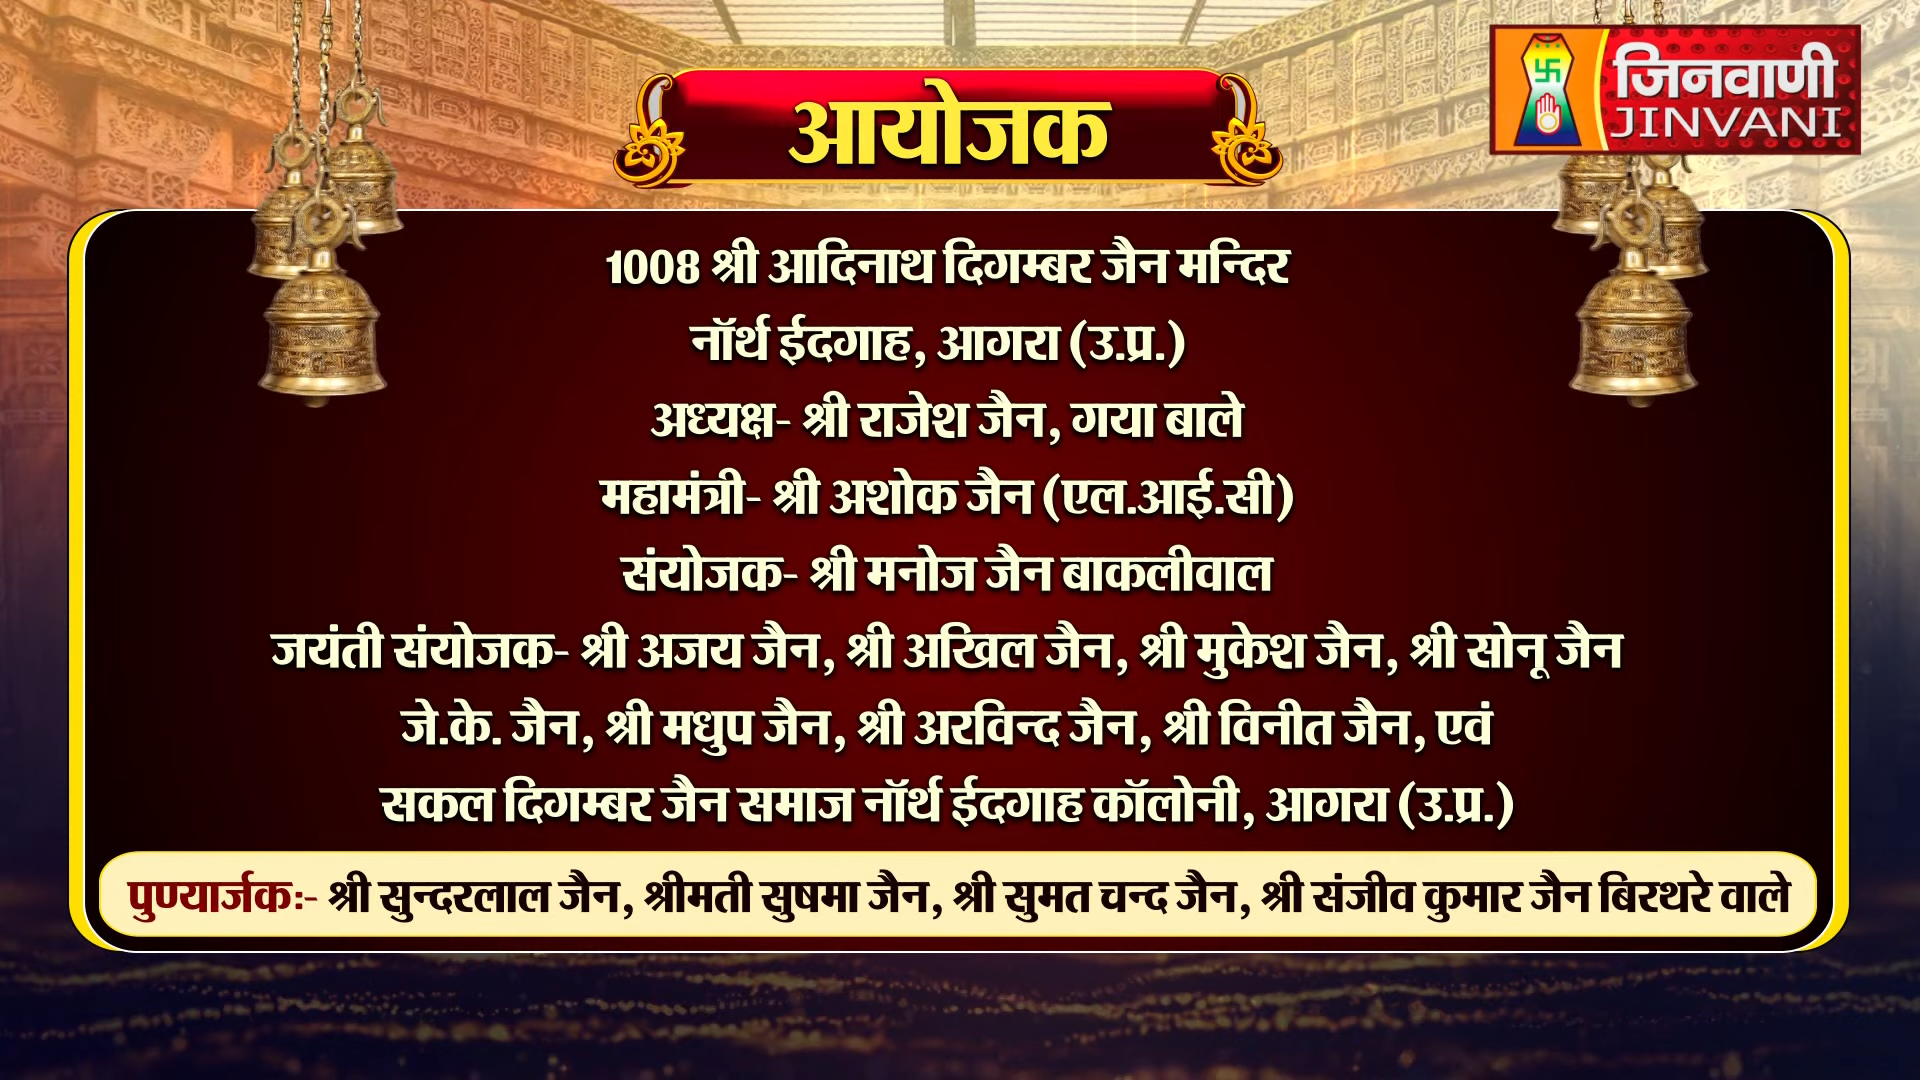 आयोजक
जिनवाणी
JINVANI
1008 श्री आदिनाथ दिगम्बर जैन मन्दिर
नॉर्थ ईदगाह, आगरा (उ.प्र.)
अध्यक्ष- श्री राजेश जैन, गया बाले
महामंत्री- श्री अशोक जैन (एल.आई.सी)
संयोजक- श्री मनोज जैन बाकलीवाल
जयंती संयोजक- श्री अजय जैन, श्री अखिल जैन, श्री मुकेश जैन, श्री सोनू जैन
जे.के. जैन, श्री मधुप जैन, श्री अरविन्द जैन, श्री विनीत जैन, एवं
सकल दिगम्बर जैन समाज नॉर्थ ईदगाह कॉलोनी, आगरा (उ.प्र.)
पुण्यार्जकः- श्री सुन्दरलाल जैन, श्रीमती सुषमा जैन, श्री सुमत चन्द जैन, श्री संजीव कुमार जैन बिरथरे वाले